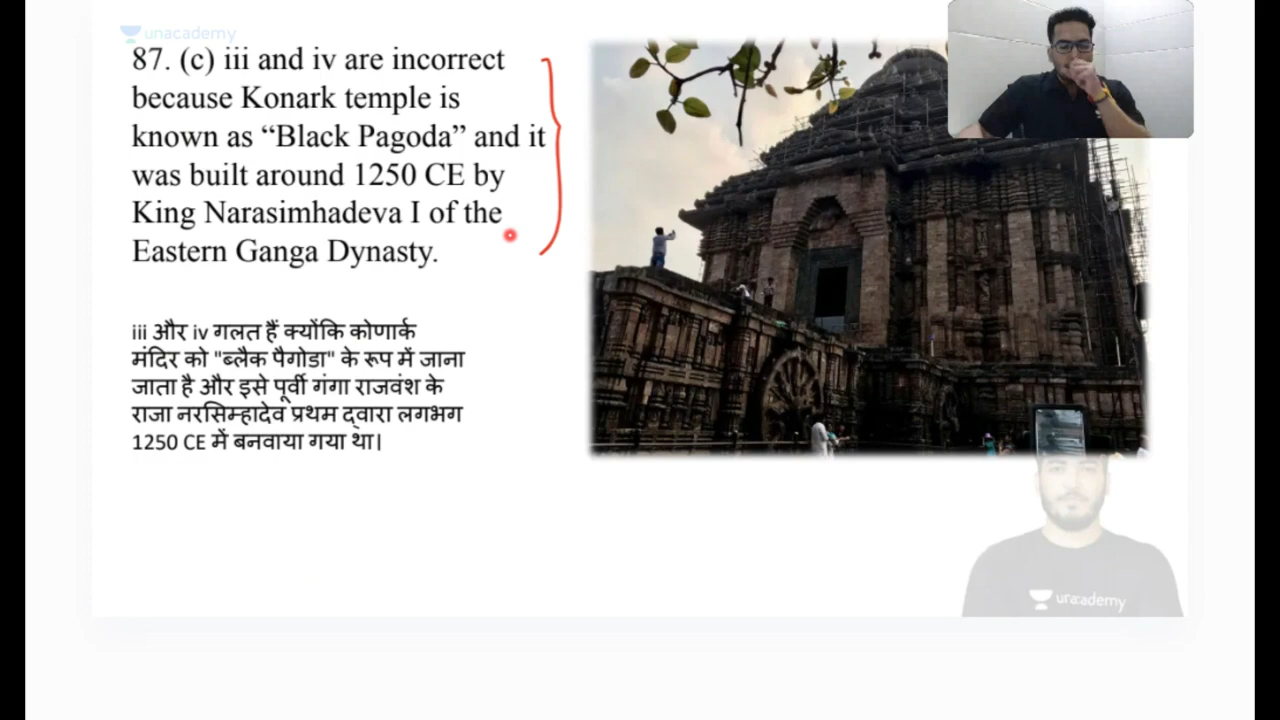 unacademy
87. (c) iii and iv are incorrect
because Konark temple is
known as “Black Pagoda” and it
was built around 1250 CE by
King Narasimhadeva I of the
Eastern Ganga Dynasty.
iii और iv गलत हैं क्योंकि कोणार्क
मंदिर को "ब्लैक पैगोडा" के रूप में जाना
जाता है और इसे पूर्वी गंगा राजवंश के
राजा नरसिम्हादेव प्रथम द्वारा लगभग
1250 CE में बनवाया गया था।
unacademy